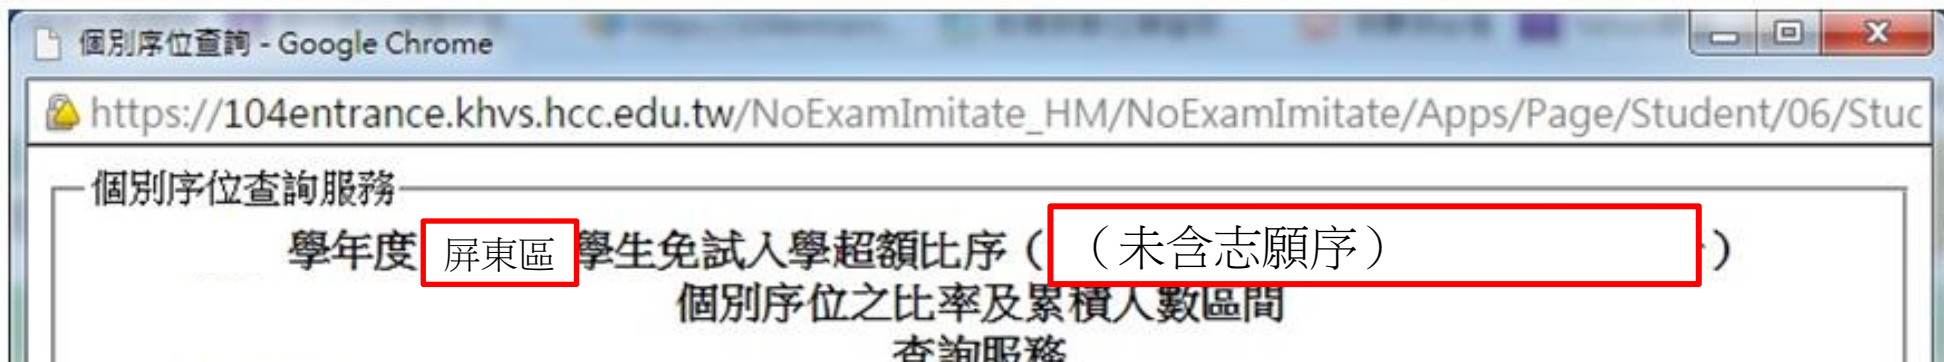 個別序位查詢 - Google Chrome
https://104entrance.khvs.hcc.edu.tw/NoExamImitate_HM/NoExamImitate/Apps/Page/Student/06/Stuc
個別序位查詢服務
學年度 屏東區 學生免試入學超額比序（ （未含志願序） ）
個別序位之比率及累積人數區間
查詢服務